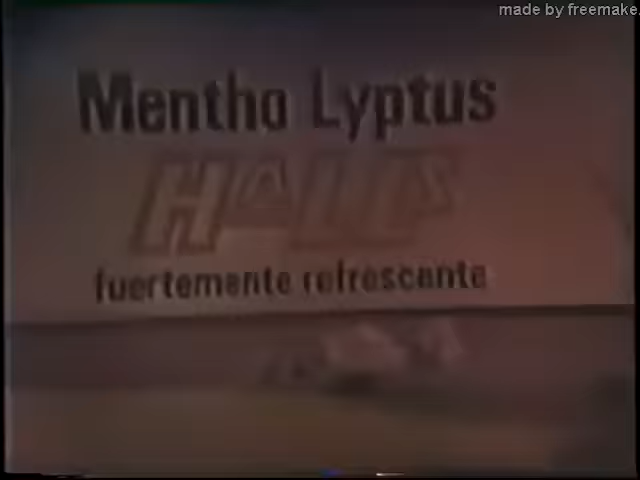 made by freemake.
Mentho Lyptus
HALLS
fuertemente refrescante